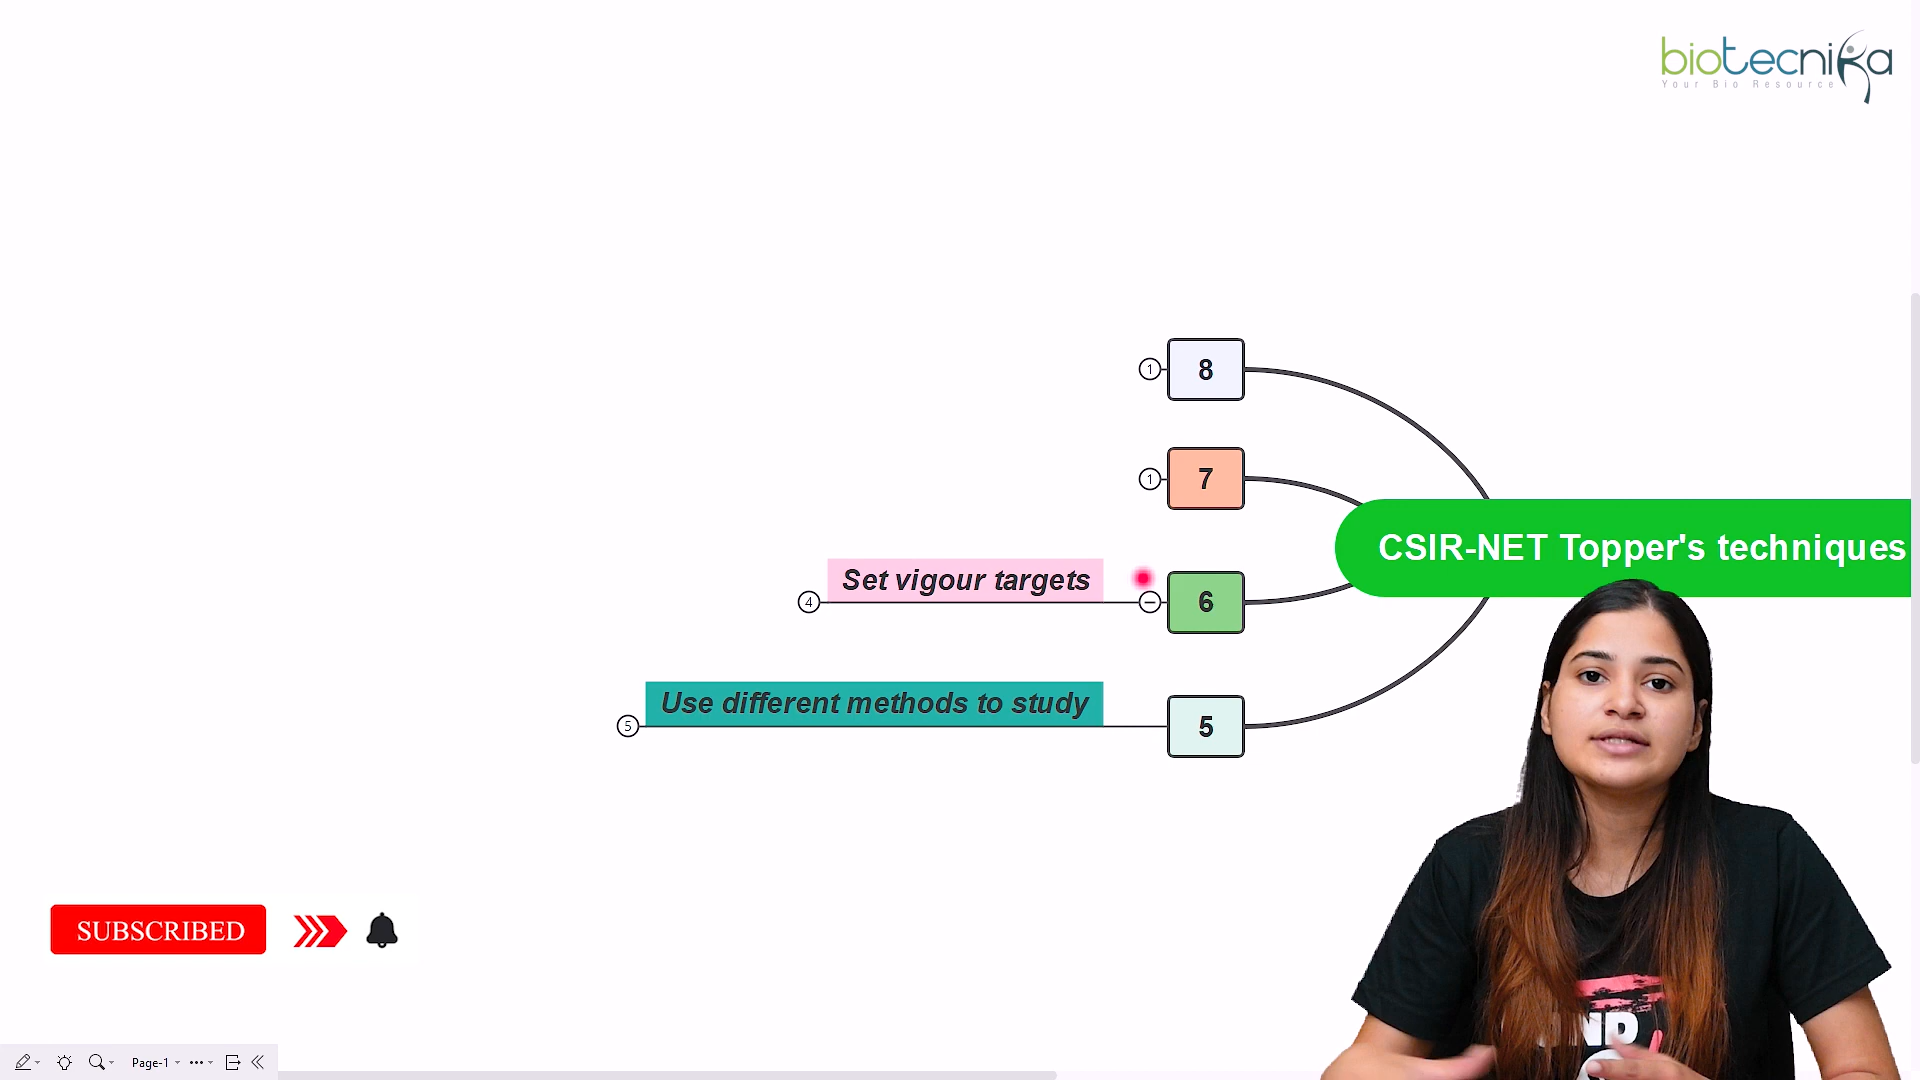 biotecnika
Your Bio Resource
1 8
1 7
CSIR-NET Topper's techniques
4 Set vigour targets 6
5 Use different methods to study 5
SUBSCRIBED
Page-1